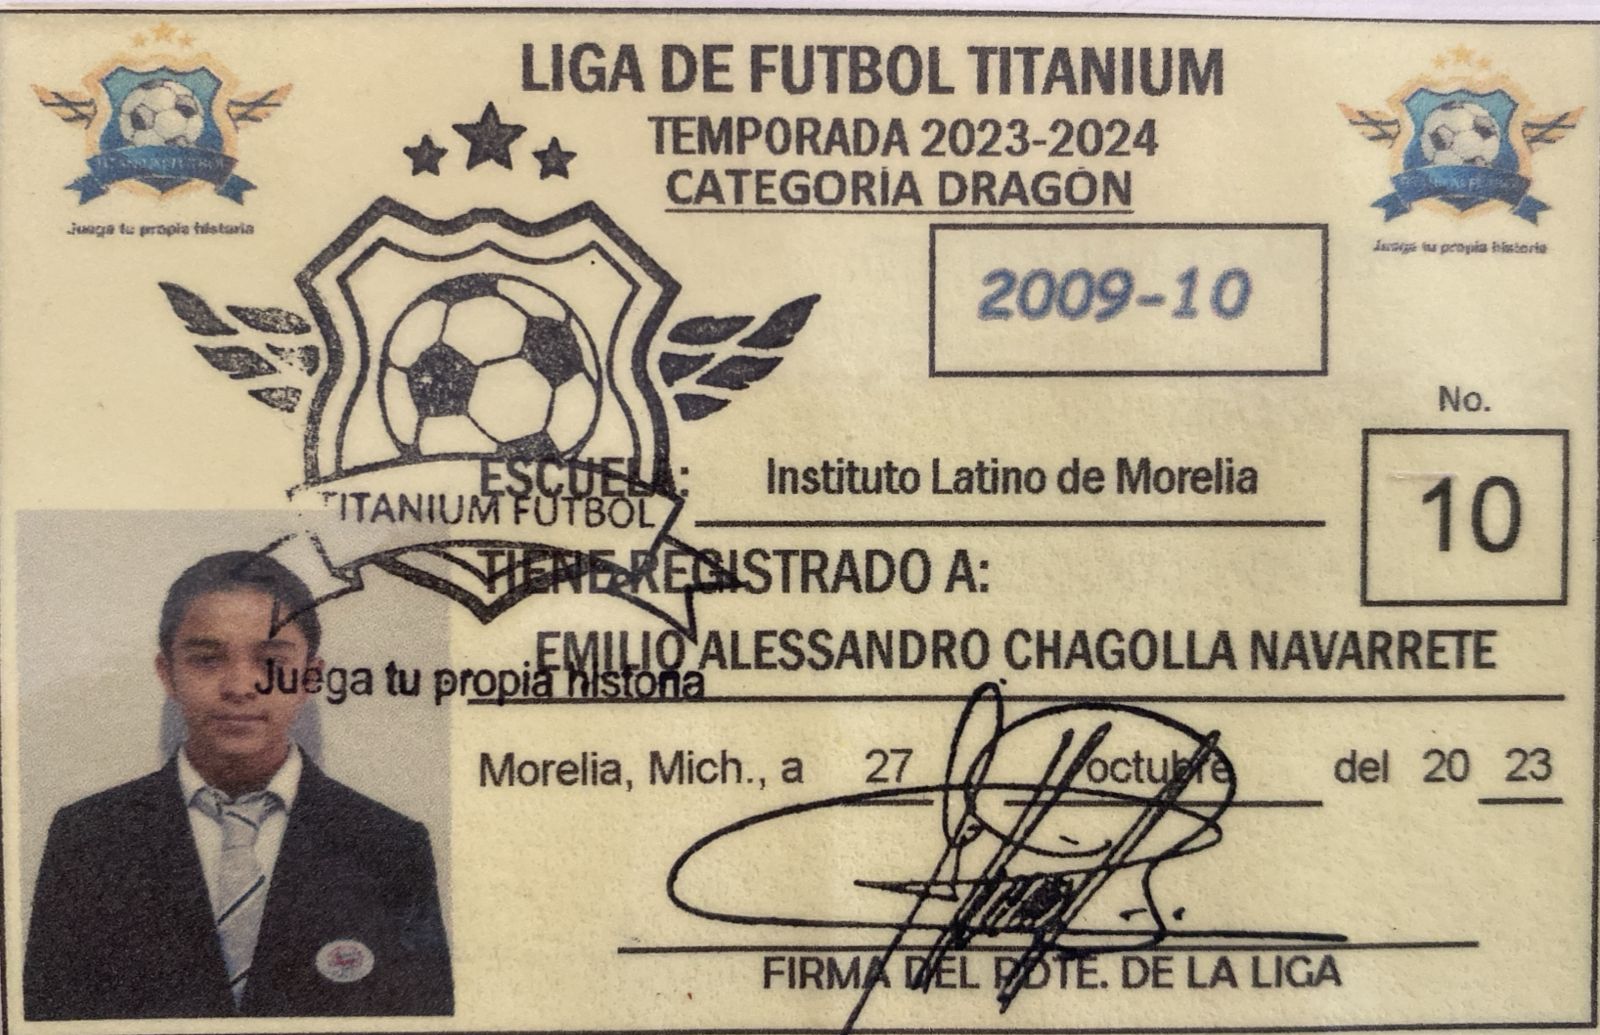 LIGA DE FUTBOL TITANIUM
TEMPORADA 2023-2024
CATEGORÍA DRAGÓN
Juega tu propia historia
Juega tu propia historia
2009-10
No.
10
ESCUELA: Instituto Latino de Morelia
TITANIUM FUTBOL
TIENE REGISTRADO A:
EMILIO ALESSANDRO CHAGOLLA NAVARRETE
Juega tu propia historia
Morelia, Mich., a 27 octubre del 20 23
FIRMA DEL PDTE. DE LA LIGA